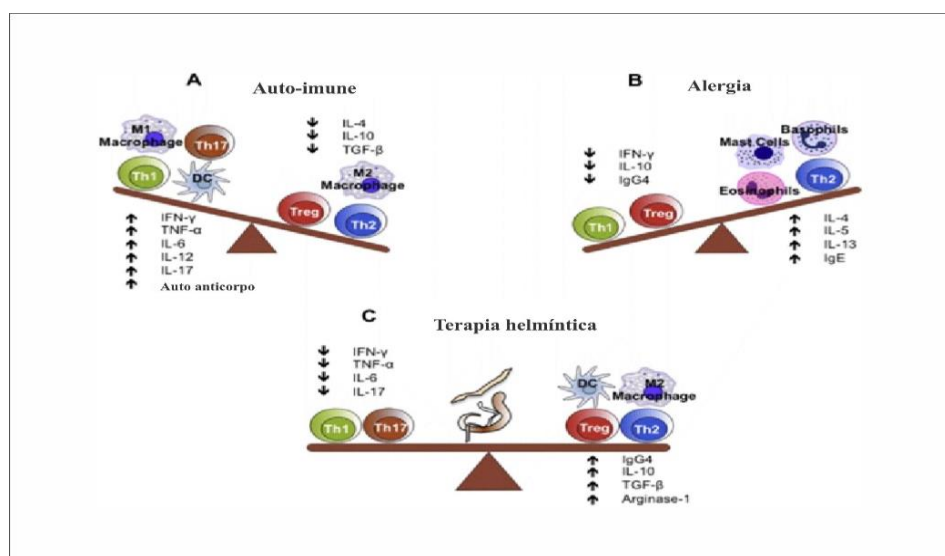 A
Auto-imune
M1
Macrophage
Th17
Th1
DC
↓ IL-4
↓ IL-10
↓ TGF-β
M2
Macrophage
Treg
Th2
↑ IFN-γ
↑ TNF-α
↑ IL-6
↑ IL-12
↑ IL-17
↑ Auto anticorpo
B
Alergia
↓ IFN-γ
↓ IL-10
↓ IgG4
Th1
Treg
Basophils
Mast Cells
Eosinophils
Th2
↑ IL-4
↑ IL-5
↑ IL-13
↑ IgE
C
Terapia helmíntica
↓ IFN-γ
↓ TNF-α
↓ IL-6
↓ IL-17
Th1
Th17
DC
M2
Macrophage
Treg
Th2
↑ IgG4
↑ IL-10
↑ TGF-β
↑ Arginase-1